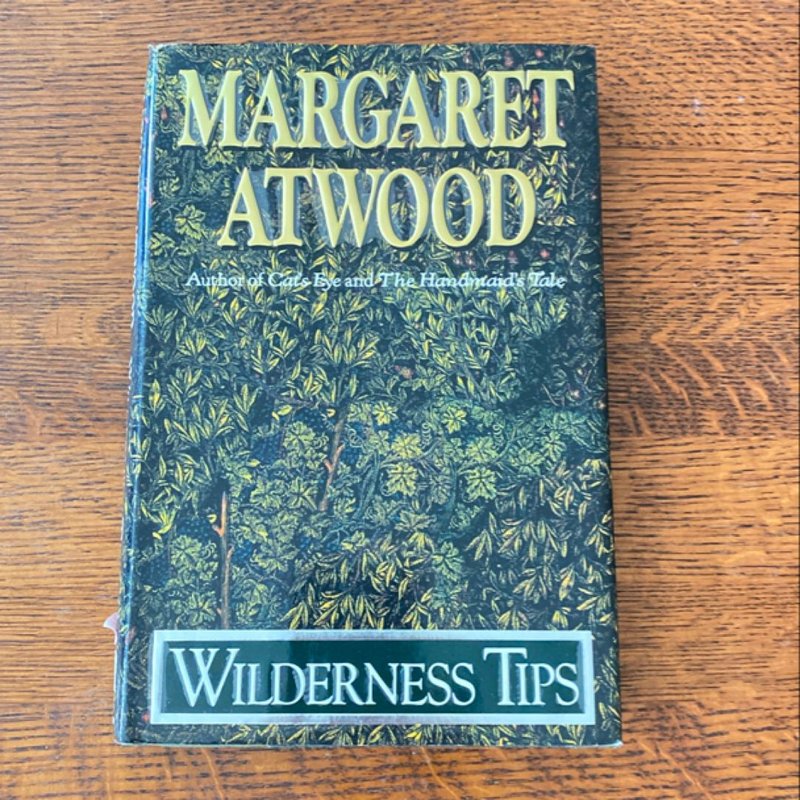 MARGARET
ATWOOD
Author of Cat's Eye and The Handmaid's Tale
WILDERNESS TIPS